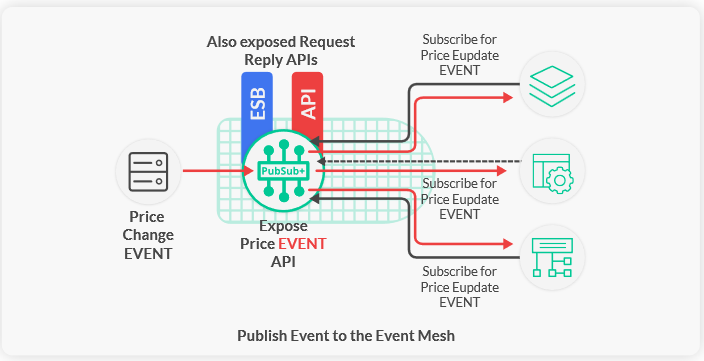 Also exposed Request
Reply APIs
Subscribe for
Price Eupdate
EVENT
ESB
API
PubSub+
Subscribe for
Price Eupdate
EVENT
Price
Change
EVENT
Expose
Price EVENT
API
Subscribe for
Price Eupdate
EVENT
Publish Event to the Event Mesh